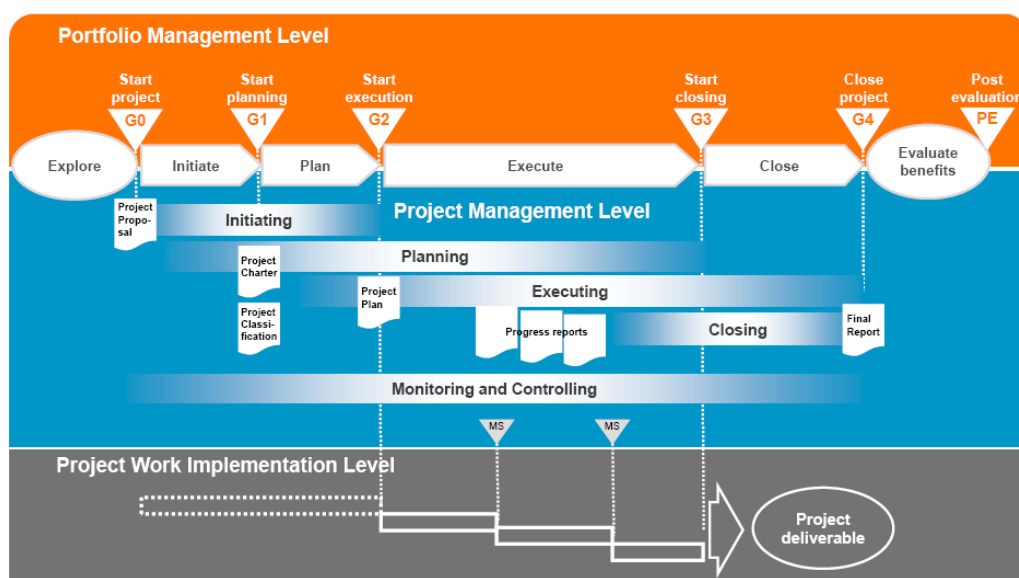 Portfolio Management Level
Start
project
Start
planning
Start
execution
Start
closing
Close
project
Post
evaluation
G0
G1
G2
G3
G4
PE
Explore
Initiate
Plan
Execute
Close
Evaluate
benefits
Project
Propo-
sal
Initiating
Project Management Level
Planning
Project
Charter
Project
Plan
Executing
Project
Classi-
fication
Progress reports
Closing
Final
Report
Monitoring and Controlling
MS
MS
Project Work Implementation Level
Project
deliverable